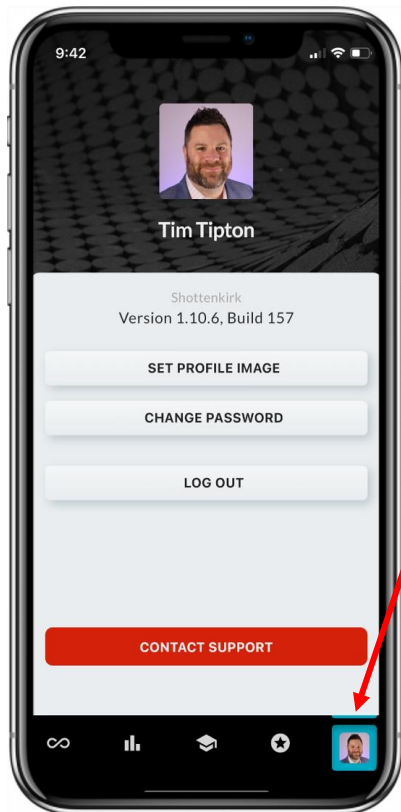 9:42
Tim Tipton
Shottenkirk
Version 1.10.6, Build 157
SET PROFILE IMAGE
CHANGE PASSWORD
LOG OUT
CONTACT SUPPORT